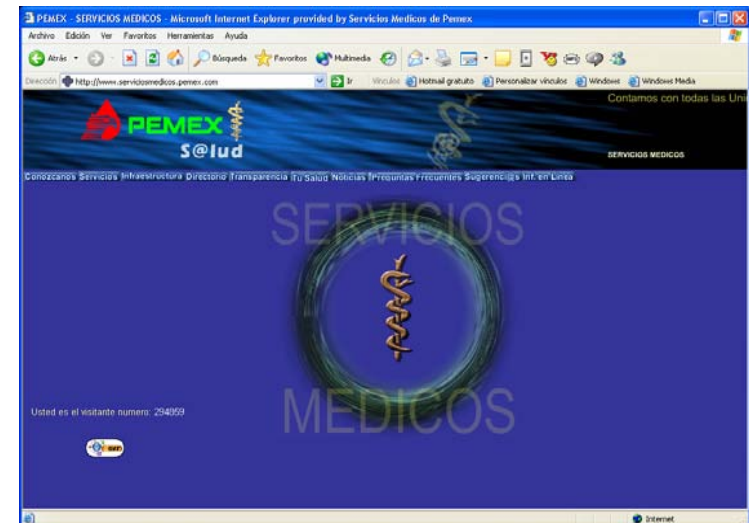 PEMEX - SERVICIOS MEDICOS - Microsoft Internet Explorer provided by Servicios Medicos de Pemex
Archivo Edición Ver Favoritos Herramientas Ayuda
Atrás Búsqueda Favoritos Multimedia
Dirección http://www.serviciosmedicos.pemex.com Ir Vínculos Hotmail gratuito Personalizar vínculos Windows Windows Media
Contamos con todas las Uni
PEMEX
S@lud
SERVICIOS MEDICOS
Conozcanos Servicios Infraestructura Directorio Transparencia Tu Salud Noticias Preguntas Frecuentes Sugerenci@s Inf. en Linea
SERVICIOS
MEDICOS
Usted es el visitante numero: 294859
Internet